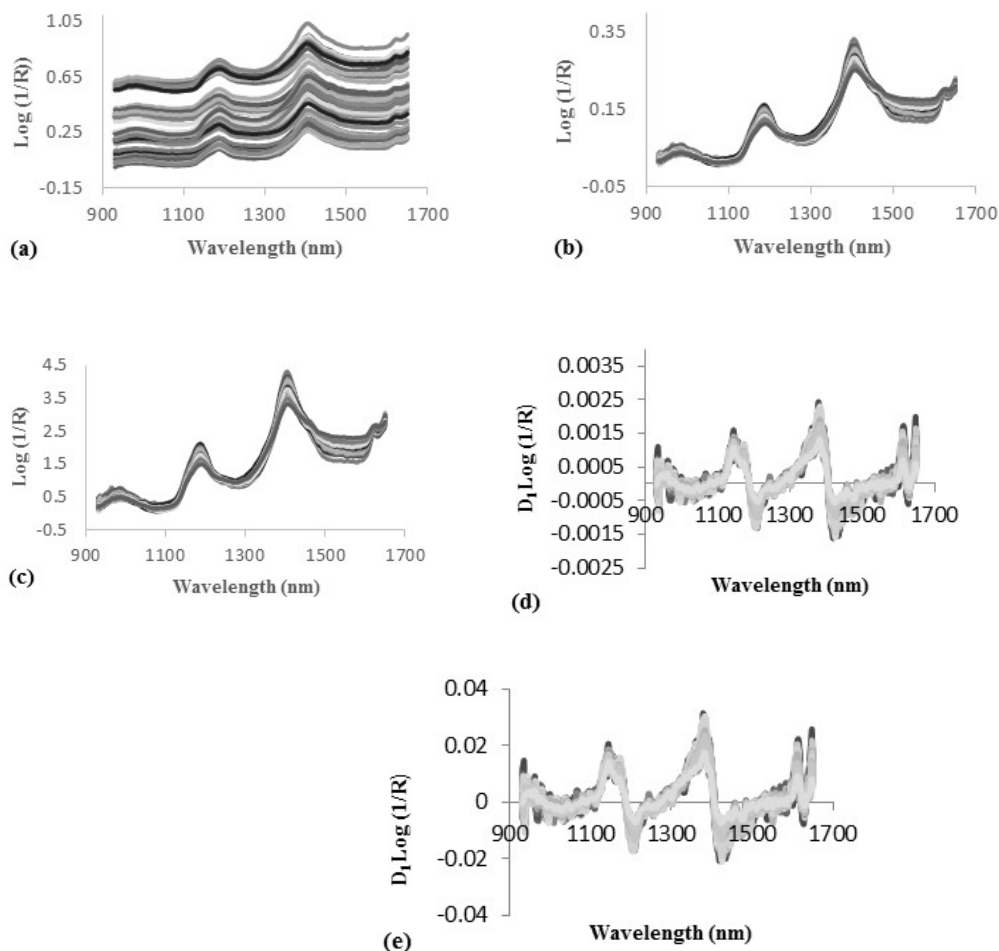 1.05
0.65
0.25
-0.15
Log (1/R))
900 1100 1300 1500 1700
Wavelength (nm)
(a)
0.35
0.15
-0.05
Log (1/R)
900 1100 1300 1500 1700
Wavelength (nm)
(b)
4.5
3.5
2.5
1.5
0.5
-0.5
Log (1/R)
900 1100 1300 1500 1700
Wavelength (nm)
(c)
0.0035
0.0025
0.0015
0.0005
-0.0005
-0.0015
-0.0025
D₁Log (1/R)
900 1100 1300 1500 1700
Wavelength (nm)
(d)
0.04
0.02
0
-0.02
-0.04
D₁Log (1/R)
900 1100 1300 1500 1700
Wavelength (nm)
(e)